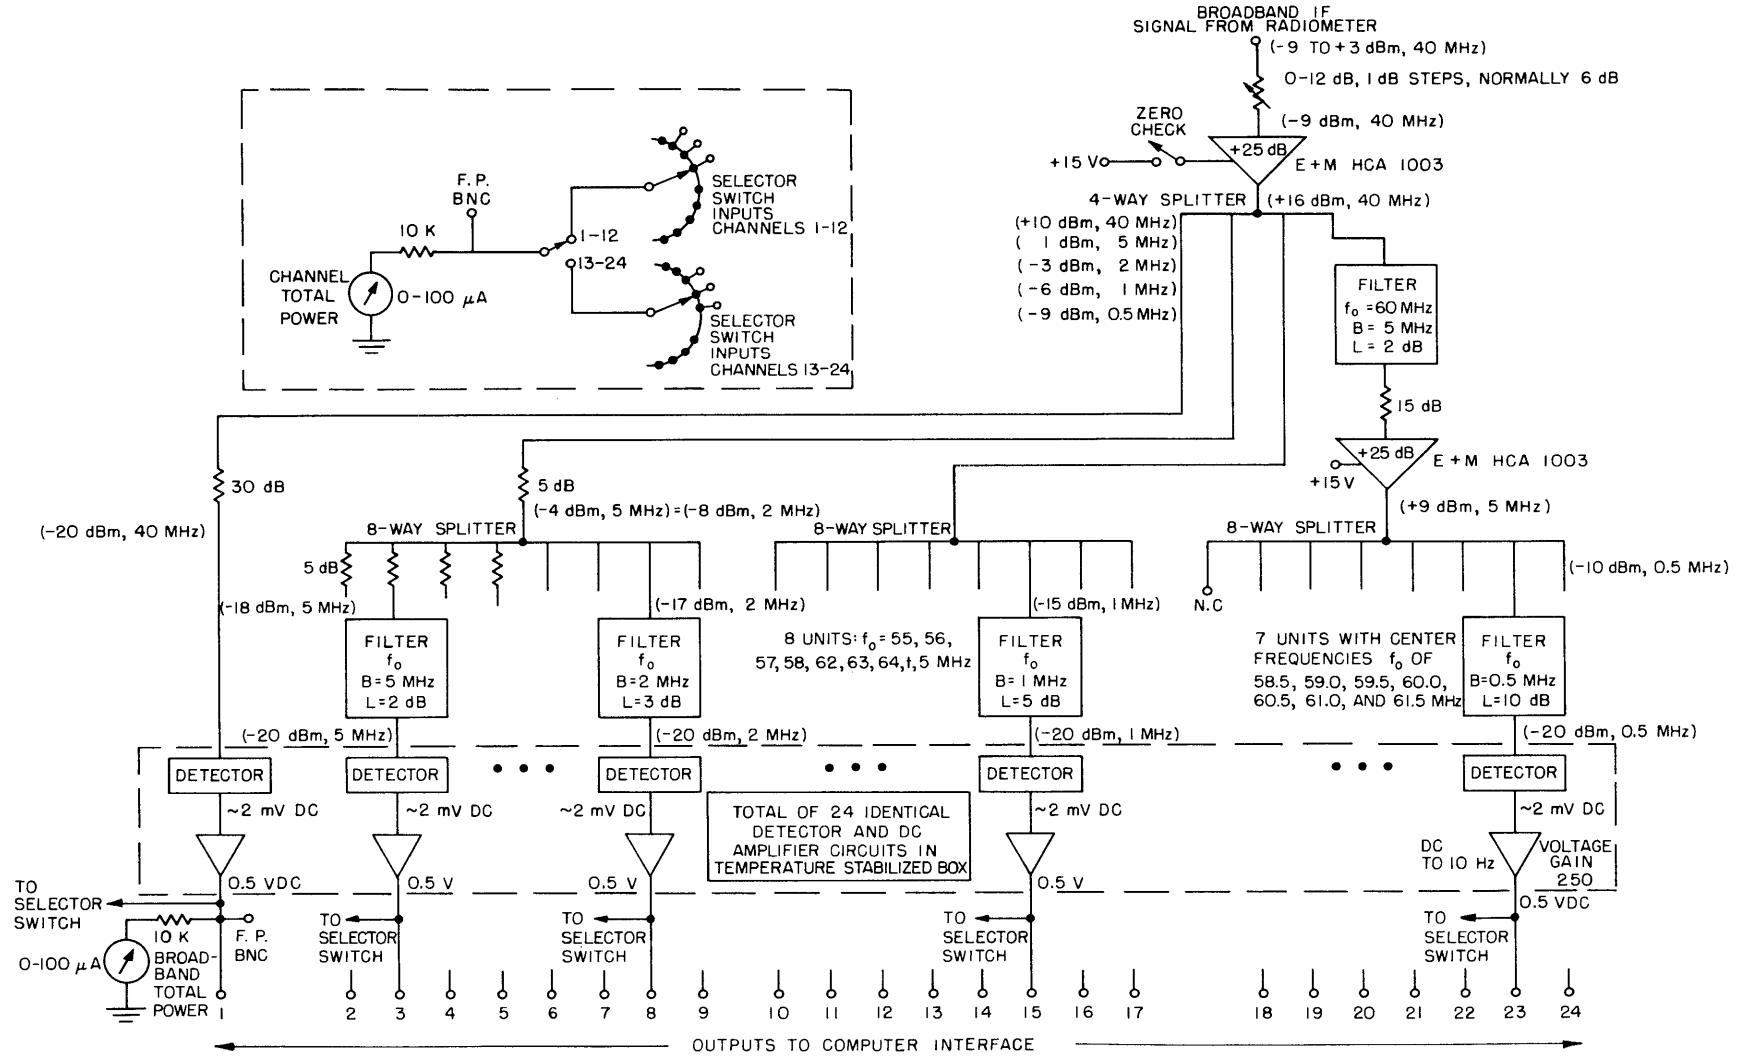 BROADBAND IF
SIGNAL FROM RADIOMETER
(-9 TO +3 dBm, 40 MHz)
0-12 dB, 1 dB STEPS, NORMALLY 6 dB
(-9 dBm, 40 MHz)
ZERO
CHECK
+15 V
+25 dB
E+M HCA 1003
4-WAY SPLITTER
(+16 dBm, 40 MHz)
(+10 dBm, 40 MHz)
( 1 dBm, 5 MHz)
(-3 dBm, 2 MHz)
(-6 dBm, 1 MHz)
(-9 dBm, 0.5 MHz)
FILTER
fo =60 MHz
B= 5 MHz
L= 2 dB
15 dB
+25 dB
E+M HCA 1003
+15V
(+9 dBm, 5 MHz)
F. P.
BNC
10 K
CHANNEL
TOTAL
POWER
0-100 μA
1-12
13-24
SELECTOR
SWITCH
INPUTS
CHANNELS 1-12
SELECTOR
SWITCH
INPUTS
CHANNELS 13-24
30 dB
(-20 dBm, 40 MHz)
5 dB
(-4 dBm, 5 MHz)=(-8 dBm, 2 MHz)
8-WAY SPLITTER
8-WAY SPLITTER
8-WAY SPLITTER
5 dB
(-18 dBm, 5 MHz)
(-17 dBm, 2 MHz)
(-15 dBm, 1 MHz)
N.C
(-10 dBm, 0.5 MHz)
FILTER
fo
B=5 MHz
L=2 dB
FILTER
fo
B=2 MHz
L=3 dB
8 UNITS: fo = 55, 56,
57, 58, 62, 63, 64, t, 5 MHz
FILTER
fo
B=1 MHz
L=5 dB
7 UNITS WITH CENTER
FREQUENCIES fo OF
58.5, 59.0, 59.5, 60.0,
60.5, 61.0, AND 61.5 MHz
FILTER
fo
B=0.5 MHz
L=10 dB
(-20 dBm, 5 MHz)
(-20 dBm, 2 MHz)
(-20 dBm, 1 MHz)
(-20 dBm, 0.5 MHz)
DETECTOR
DETECTOR
DETECTOR
DETECTOR
DETECTOR
~2 mV DC
~2 mV DC
~2 mV DC
~2 mV DC
~2 mV DC
TOTAL OF 24 IDENTICAL
DETECTOR AND DC
AMPLIFIER CIRCUITS IN
TEMPERATURE STABILIZED BOX
DC
TO 10 Hz
VOLTAGE
GAIN
250
0.5 VDC
0.5 V
0.5 V
0.5 V
0.5 VDC
TO
SELECTOR
SWITCH
10 K
F. P.
BNC
0-100 μA
BROAD-
BAND
TOTAL
POWER
TO
SELECTOR
SWITCH
TO
SELECTOR
SWITCH
TO
SELECTOR
SWITCH
TO
SELECTOR
SWITCH
1 2 3 4 5 6 7 8 9 10 11 12 13 14 15 16 17 18 19 20 21 22 23 24
OUTPUTS TO COMPUTER INTERFACE